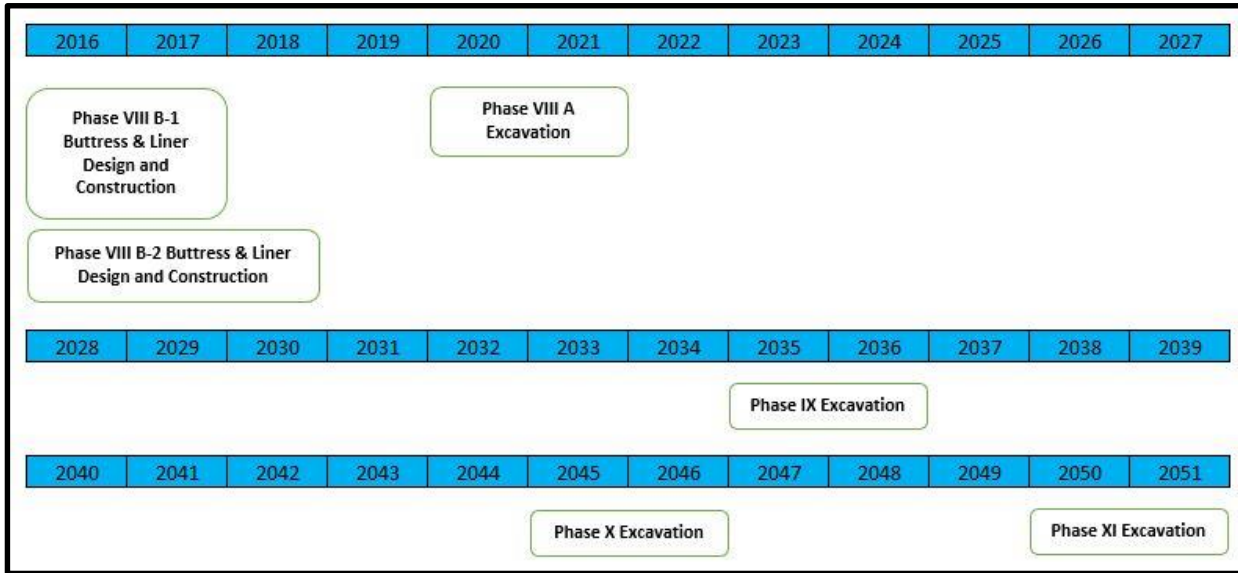 2016 2017 2018 2019 2020 2021 2022 2023 2024 2025 2026 2027
Phase VIII B-1
Buttress & Liner
Design and
Construction
Phase VIII A
Excavation
Phase VIII B-2 Buttress & Liner
Design and Construction
2028 2029 2030 2031 2032 2033 2034 2035 2036 2037 2038 2039
Phase IX Excavation
2040 2041 2042 2043 2044 2045 2046 2047 2048 2049 2050 2051
Phase X Excavation
Phase XI Excavation